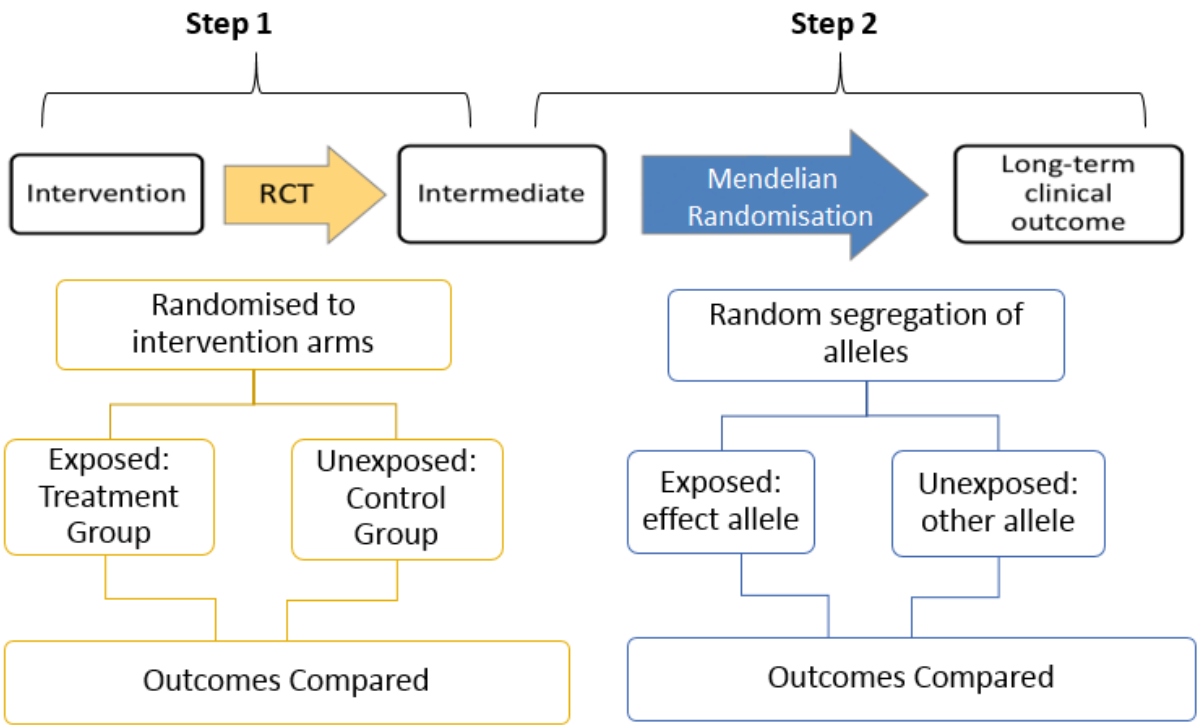 Step 1
Step 2
Intervention
RCT
Intermediate
Mendelian
Randomisation
Long-term
clinical
outcome
Randomised to
intervention arms
Exposed:
Treatment
Group
Unexposed:
Control
Group
Outcomes Compared
Random segregation of
alleles
Exposed:
effect allele
Unexposed:
other allele
Outcomes Compared